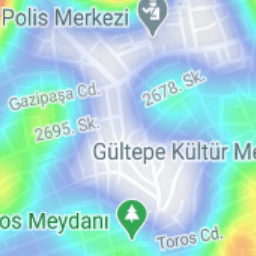 Polis Merkezi
Gazipaşa Cd.
2678. Sk.
2695. Sk.
Gültepe Kültür Me
os Meydanı
Toros Cd.